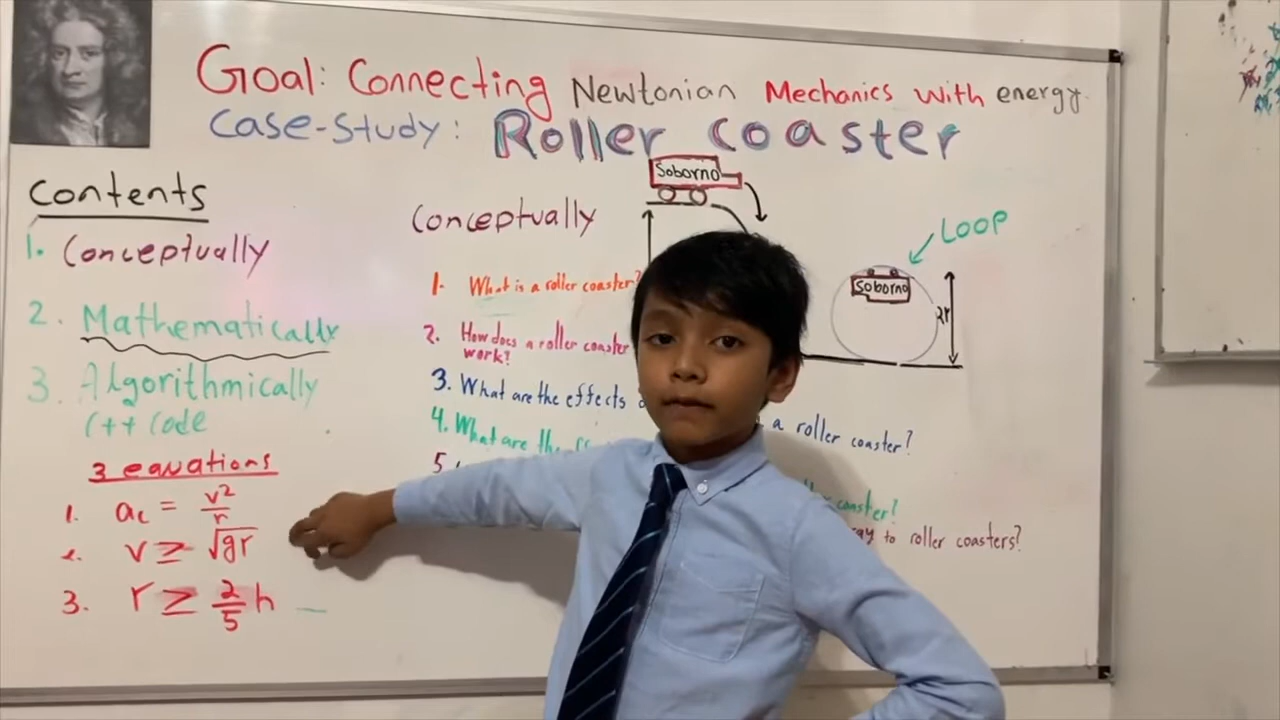 Goal: Connecting Newtonian Mechanics with energy
Case-Study: Roller coaster
Contents
1. Conceptually
2. Mathematically
3. Algorithmically
C++ Code
3 equations
1. ac = v²/r
2. v ≥ √gr
3. r ≥ 2/5 h
Conceptually
1. What is a roller coaster?
2. How does a roller coaster
work?
3. What are the effects a roller coaster?
4. What are the coaster?
5 to roller coasters?
Soborno
LOOP
Soborno
2r